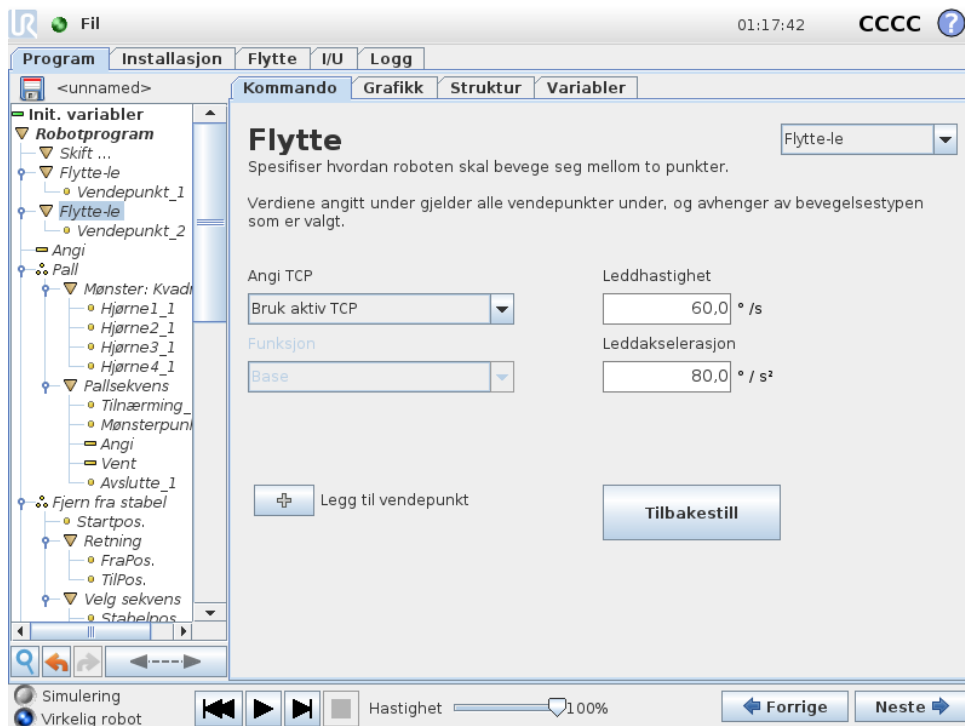 UR Fil 01:17:42 CCCC ?
Program Installasjon Flytte I/U Logg
<unnamed>
Kommando Grafikk Struktur Variabler
Init. variabler
Robotprogram
Skift ...
Flytte-le
Vendepunkt_1
Flytte-le
Vendepunkt_2
Angi
Pall
Mønster: Kvadr
Hjørne1_1
Hjørne2_1
Hjørne3_1
Hjørne4_1
Pallsekvens
Tilnærming_
Mønsterpunl
Angi
Vent
Avslutte_1
Fjern fra stabel
Startpos.
Retning
FraPos.
TilPos.
Velg sekvens
Stabelpos
Flytte
Flytte-le
Spesifiser hvordan roboten skal bevege seg mellom to punkter.
Verdiene angitt under gjelder alle vendepunkter under, og avhenger av bevegelsestypen
som er valgt.
Angi TCP
Leddhastighet
Bruk aktiv TCP
60,0 ° /s
Funksjon
Leddakselerasjon
Base
80,0 ° / s²
Legg til vendepunkt
Tilbakestill
Simulering
Virkelig robot
Hastighet 100%
Forrige
Neste